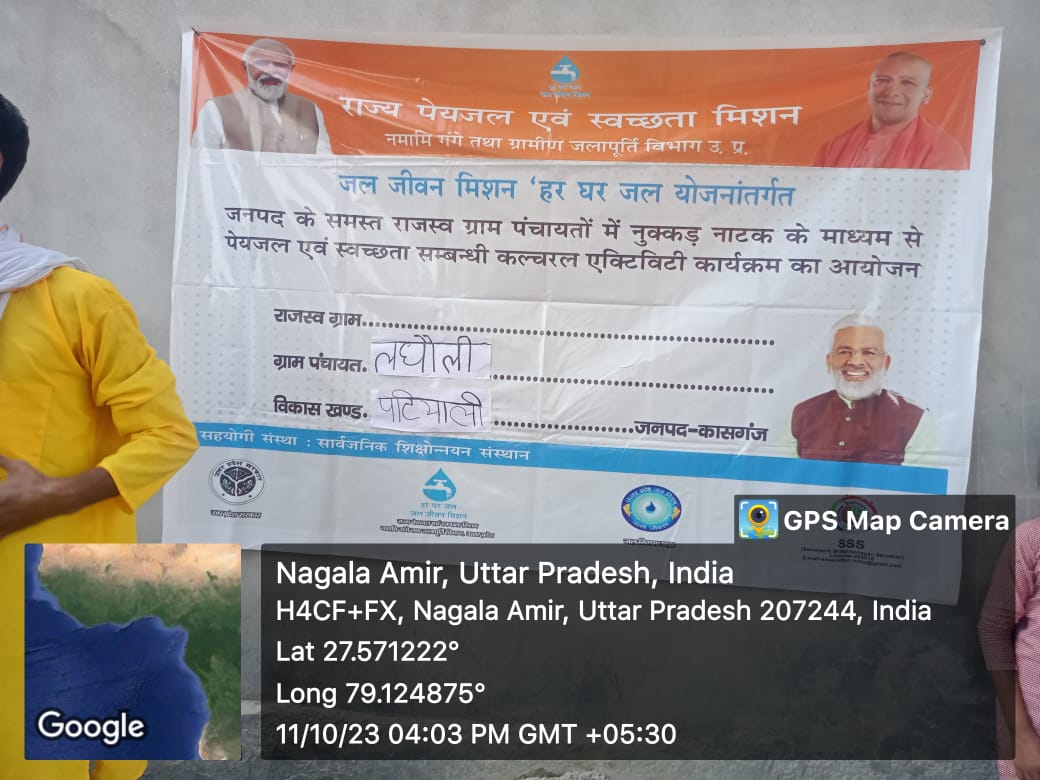 राज्य पेयजल एवं स्वच्छता मिशन
नमामि गंगे तथा ग्रामीण जलापूर्ति विभाग उ. प्र.
जल जीवन मिशन 'हर घर जल योजनांतर्गत
जनपद के समस्त राजस्व ग्राम पंचायतों में नुक्कड़ नाटक के माध्यम से
पेयजल एवं स्वच्छता सम्बन्धी कल्चरल एक्टिविटी कार्यक्रम का आयोजन
राजस्व ग्राम
ग्राम पंचायत. लघौली
विकास खण्ड. पटियाली जनपद-कासगंज
सहयोगी संस्था : सार्वजनिक शिक्षोन्नयन संस्थान
हर घर जल
जल जीवन मिशन
SSS
GPS Map Camera
Nagala Amir, Uttar Pradesh, India
H4CF+FX, Nagala Amir, Uttar Pradesh 207244, India
Lat 27.571222°
Long 79.124875°
11/10/23 04:03 PM GMT +05:30
Google